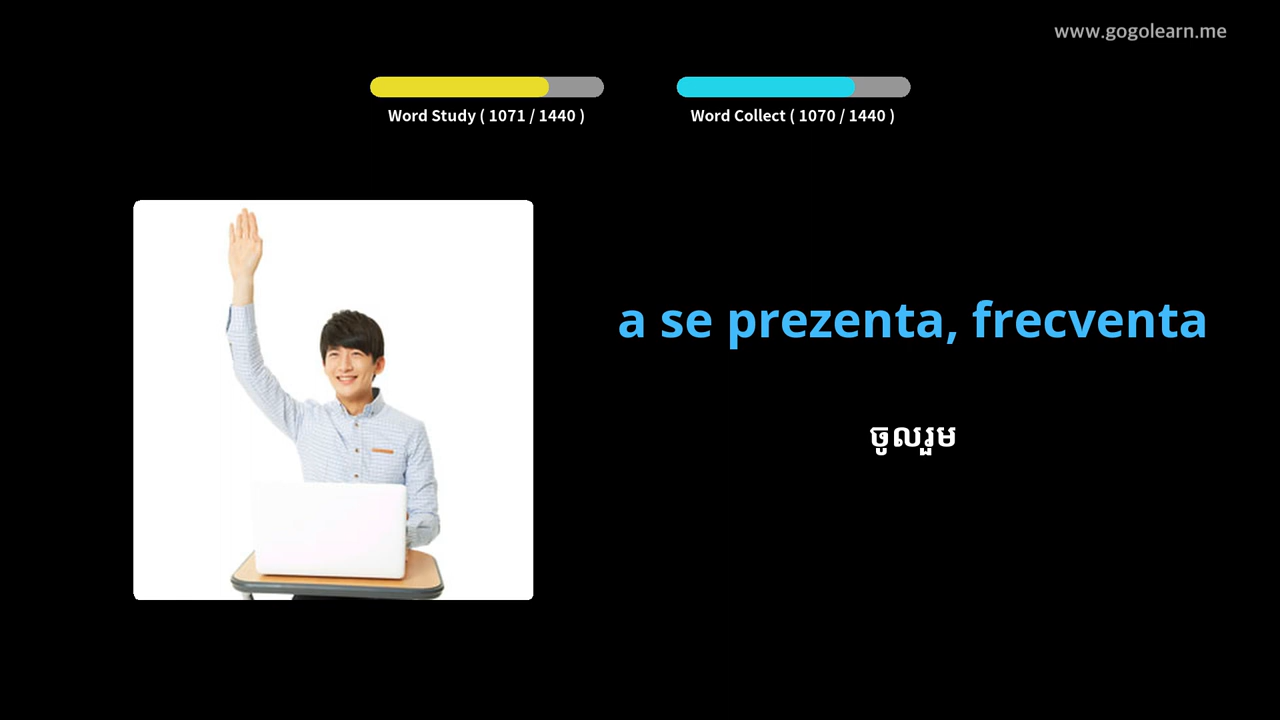 www.gogolearn.me
Word Study ( 1071 / 1440 )
Word Collect ( 1070 / 1440 )
a se prezenta, frecventa
ចូលរួម